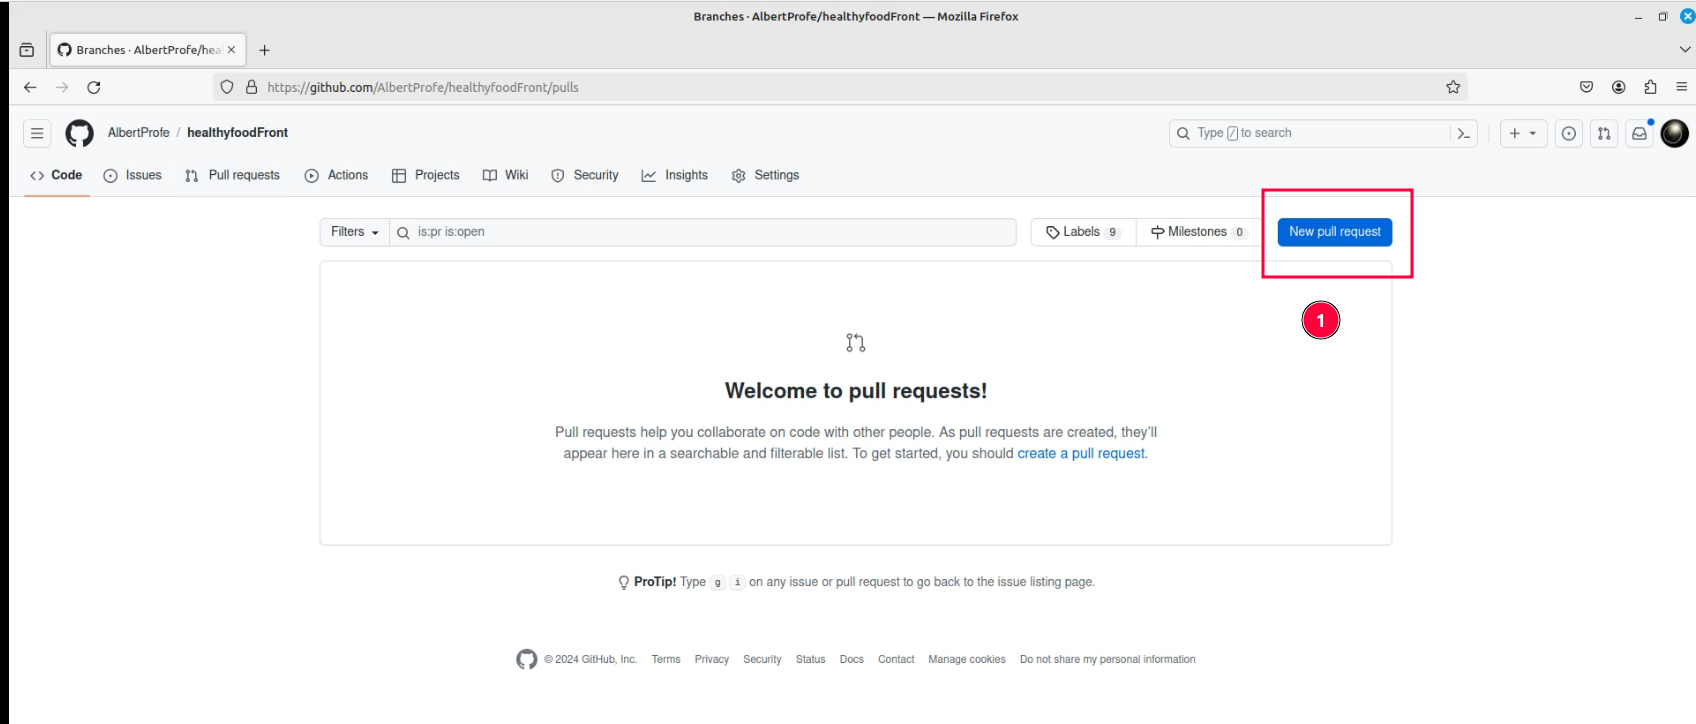 Branches · AlbertProfe/healthyfoodFront — Mozilla Firefox
Branches · AlbertProfe/hea
https://github.com/AlbertProfe/healthyfoodFront/pulls
AlbertProfe / healthyfoodFront
Type / to search
Code Issues Pull requests Actions Projects Wiki Security Insights Settings
Filters is:pr is:open Labels 9 Milestones 0 New pull request
1
Welcome to pull requests!
Pull requests help you collaborate on code with other people. As pull requests are created, they’ll
appear here in a searchable and filterable list. To get started, you should create a pull request.
ProTip! Type g i on any issue or pull request to go back to the issue listing page.
© 2024 GitHub, Inc. Terms Privacy Security Status Docs Contact Manage cookies Do not share my personal information